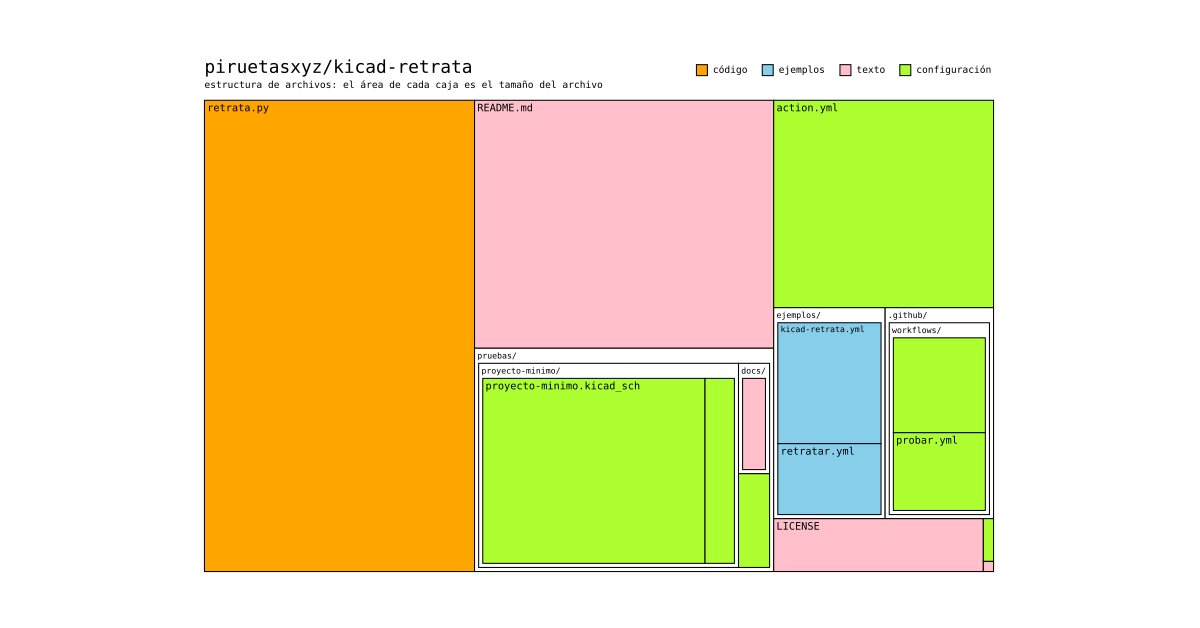 piruetasxyz/kicad-retrata
estructura de archivos: el área de cada caja es el tamaño del archivo
código
ejemplos
texto
configuración
retrata.py
README.md
action.yml
pruebas/
proyecto-minimo/
docs/
proyecto-minimo.kicad_sch
ejemplos/
kicad-retrata.yml
retratar.yml
.github/
workflows/
probar.yml
LICENSE